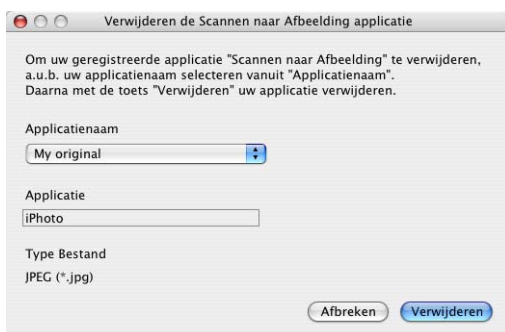 Verwijderen de Scannen naar Afbeelding applicatie
Om uw geregistreerde applicatie "Scannen naar Afbeelding" te verwijderen,
a.u.b. uw applicatienaam selecteren vanuit "Applicatienaam".
Daarna met de toets "Verwijderen" uw applicatie verwijderen.
Applicatienaam
My original
Applicatie
iPhoto
Type Bestand
JPEG (*.jpg)
Afbreken Verwijderen